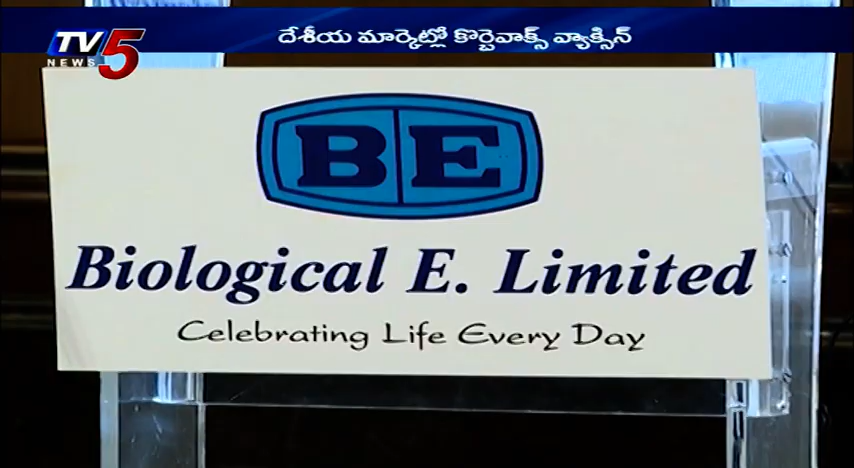 TV5
NEWS
దేశీయ మార్కెట్లో కొర్బెవాక్స్ వ్యాక్సిన్
BE
Biological E. Limited
Celebrating Life Every Day